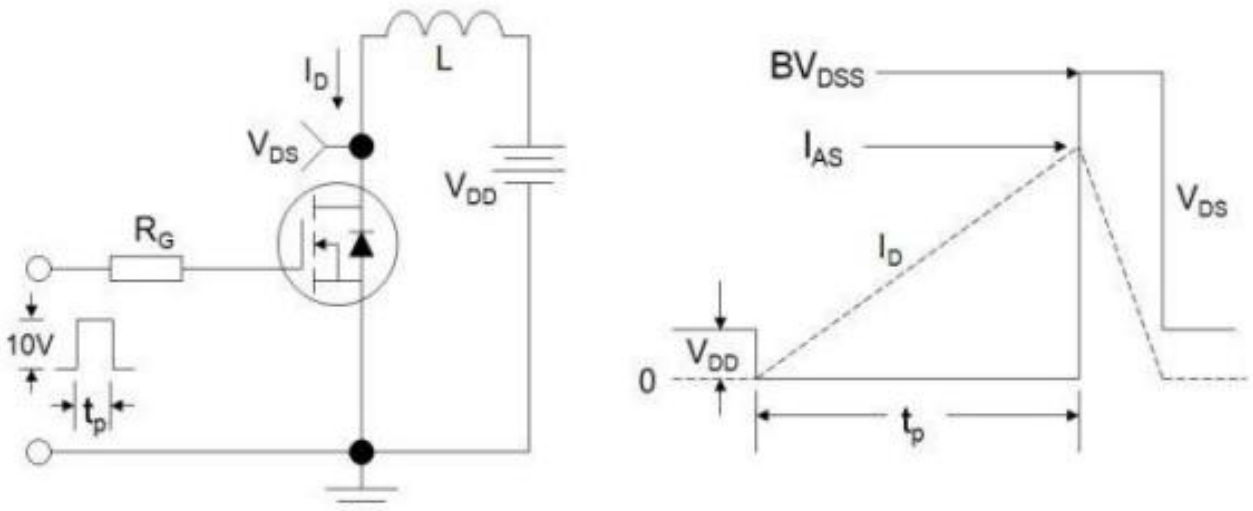 L
I_D
V_DS
V_DD
R_G
10V
t_p
BV_DSS
I_AS
V_DS
I_D
V_DD
0
t_p